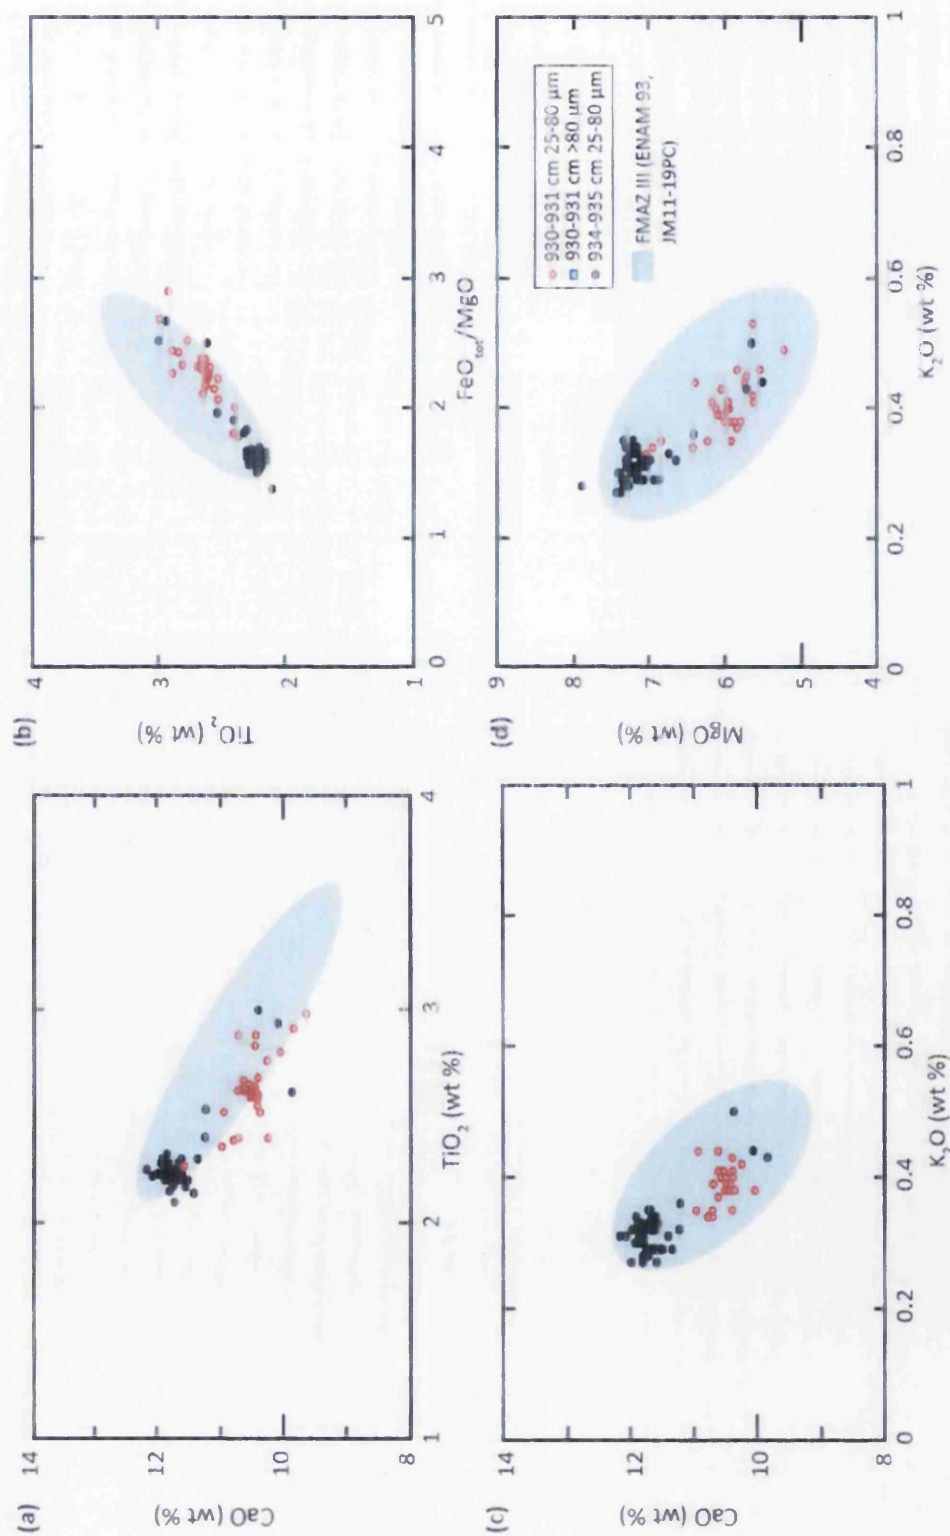 (a)
CaO (wt %)
14
12
10
8
1
2
3
4
TiO₂ (wt %)
(b)
TiO₂ (wt %)
4
3
2
1
0
1
2
3
4
5
FeOₜₒₜ/MgO
(c)
CaO (wt %)
14
12
10
8
0
0.2
0.4
0.6
0.8
1
K₂O (wt %)
(d)
MgO (wt %)
9
8
7
6
5
4
0
0.2
0.4
0.6
0.8
1
K₂O (wt %)
930-931 cm 25-80 µm
930-931 cm >80 µm
934-935 cm 25-80 µm
FMAZ III (ENAM 93,
JM11-19PC)